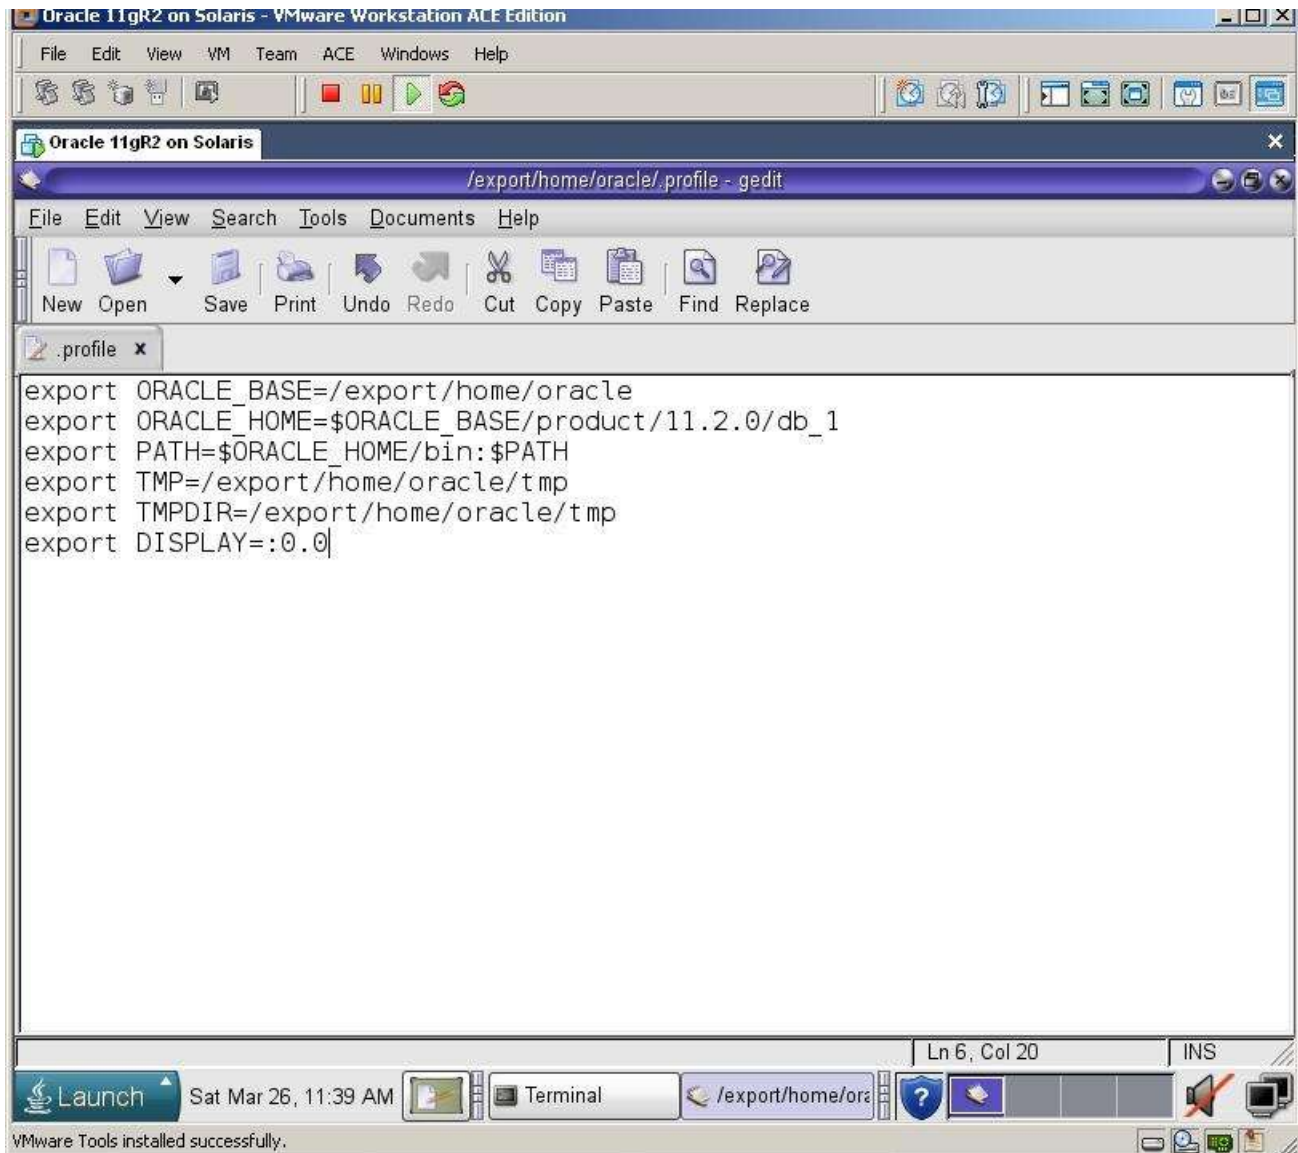 Oracle 11gR2 on Solaris - VMware Workstation ACE Edition
File Edit View VM Team ACE Windows Help
Oracle 11gR2 on Solaris
/export/home/oracle/.profile - gedit
File Edit View Search Tools Documents Help
New Open Save Print Undo Redo Cut Copy Paste Find Replace
.profile
export ORACLE_BASE=/export/home/oracle
export ORACLE_HOME=$ORACLE_BASE/product/11.2.0/db_1
export PATH=$ORACLE_HOME/bin:$PATH
export TMP=/export/home/oracle/tmp
export TMPDIR=/export/home/oracle/tmp
export DISPLAY=:0.0
Ln 6, Col 20 INS
Launch Sat Mar 26, 11:39 AM Terminal /export/home/ora
VMware Tools installed successfully.